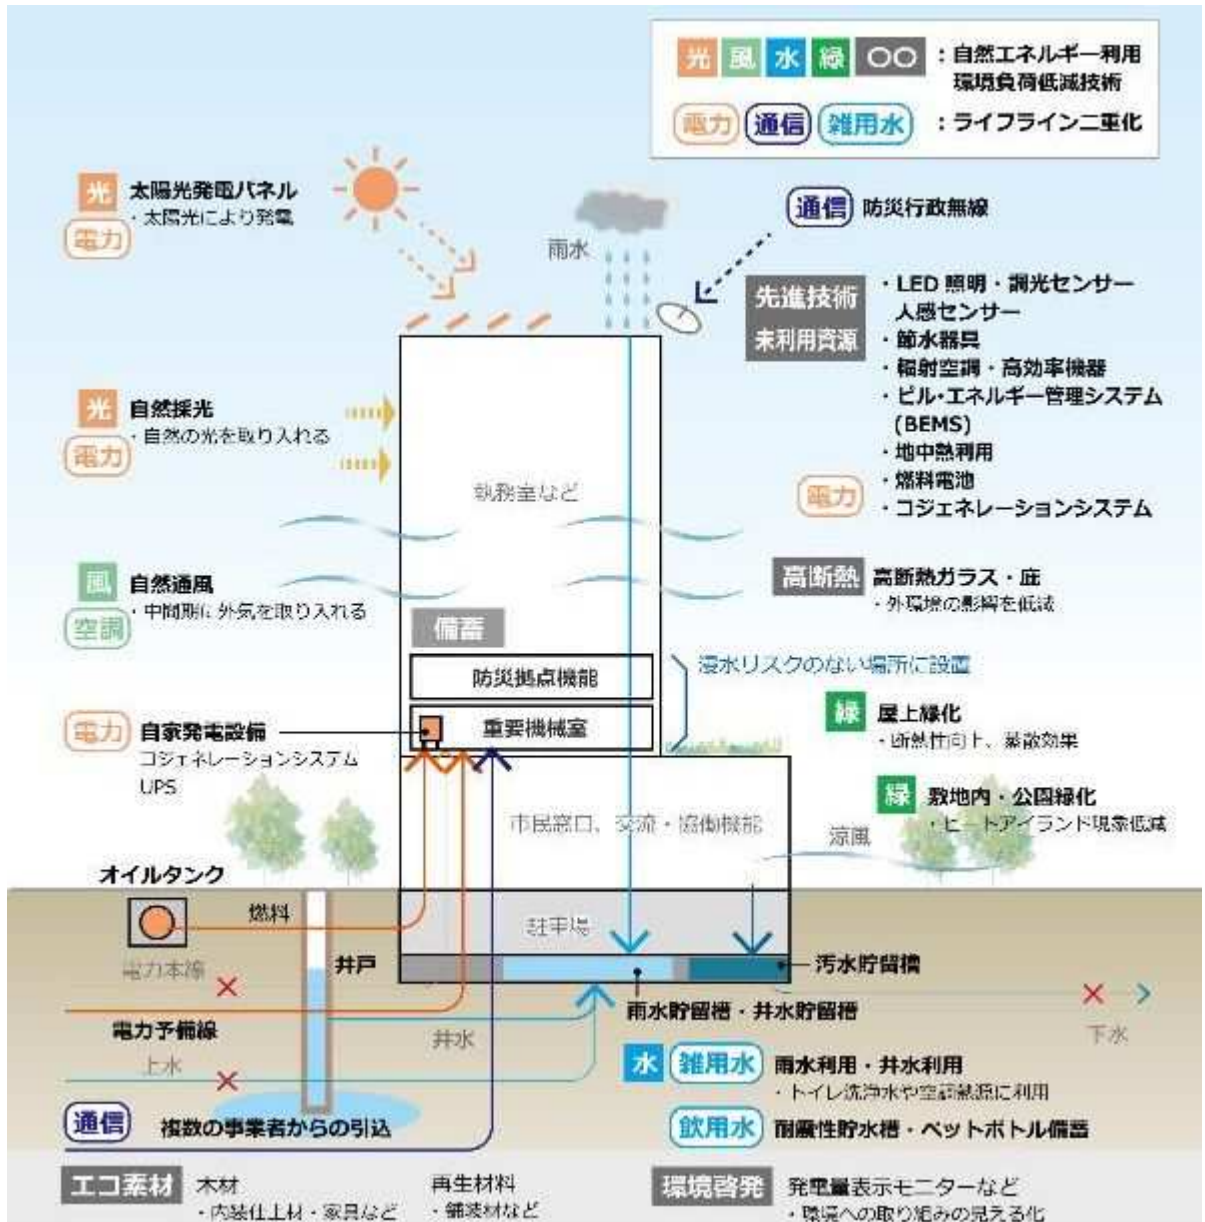 光 風 水 緑 〇〇 ：自然エネルギー利用
環境負荷低減技術
電力 通信 雑用水 ：ライフライン二重化
光 太陽光発電パネル
・太陽光により発電
電力
雨水
通信 防災行政無線
先進技術
未利用資源
・LED 照明・調光センサー
人感センサー
・節水器具
・輻射空調・高効率機器
・ビル・エネルギー管理システム
(BEMS)
・地中熱利用
・燃料電池
電力
・コジェネレーションシステム
光 自然採光
・自然の光を取り入れる
電力
執務室など
風 自然通風
・中間期に外気を取り入れる
空調
高断熱 高断熱ガラス・庇
・外環境の影響を低減
備蓄
防災拠点機能
重要機械室
浸水リスクのない場所に設置
緑 屋上緑化
・断熱性向上、蒸散効果
電力 自家発電設備
コジェネレーションシステム
UPS
緑 敷地内・公園緑化
・ヒートアイランド現象低減
市民窓口、交流・協働機能
涼風
オイルタンク
燃料
駐車場
電力本線
井戸
汚水貯留槽
雨水貯留槽・井水貯留槽
電力予備線
井水
下水
上水
水 雑用水 雨水利用・井水利用
・トイレ洗浄水や空調熱源に利用
通信 複数の事業者からの引込
飲用水 耐震性貯水槽・ペットボトル備蓄
エコ素材 木材
・内装仕上材・家具など
再生材料
・舗装材など
環境啓発 発電量表示モニターなど
・環境への取り組みの見える化